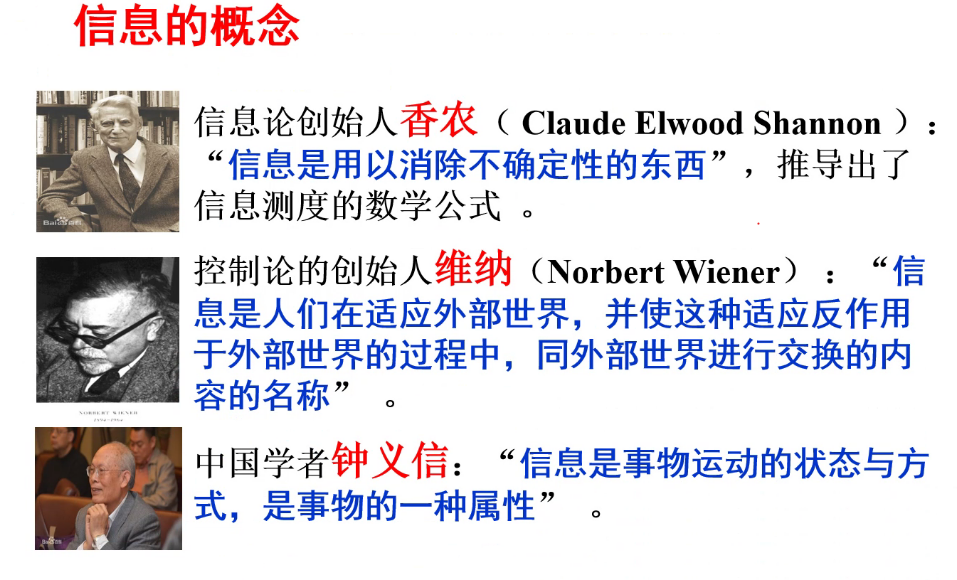 信息的概念
信息论创始人香农（ Claude Elwood Shannon ）：
“信息是用以消除不确定性的东西”，推导出了
信息测度的数学公式 。
控制论的创始人维纳（Norbert Wiener）：“信
息是人们在适应外部世界，并使这种适应反作用
于外部世界的过程中，同外部世界进行交换的内
容的名称” 。
NORBERT WIENER
中国学者钟义信：“信息是事物运动的状态与方
式，是事物的一种属性” 。